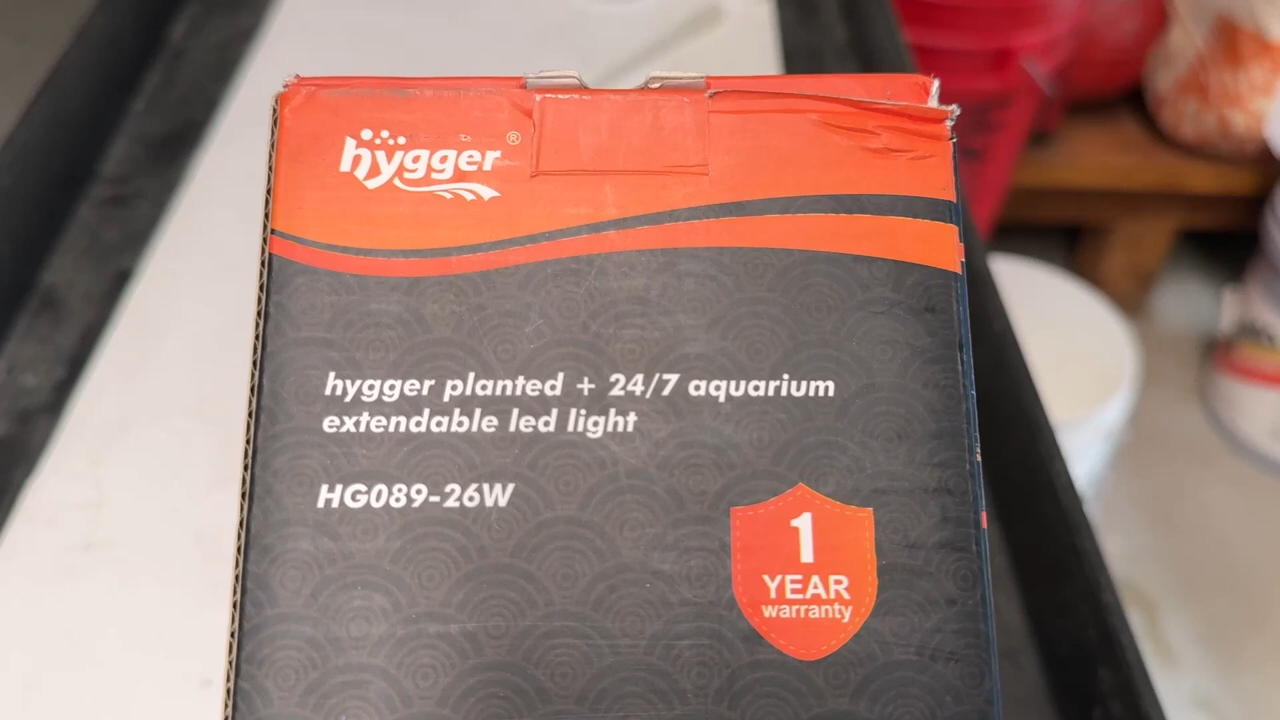 hygger®
hygger planted + 24/7 aquarium
extendable led light
HG089-26W
1
YEAR
warranty